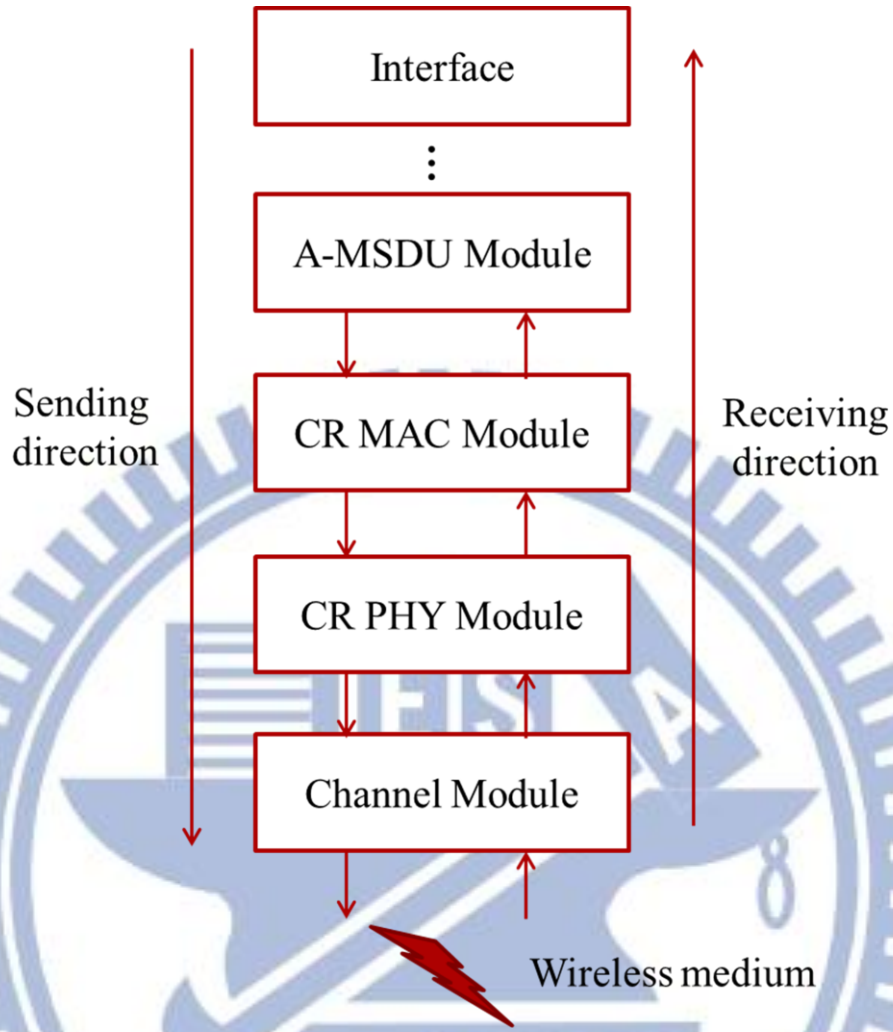 Interface
⋮
A-MSDU Module
Sending
direction
CR MAC Module
Receiving
direction
CR PHY Module
Channel Module
Wireless medium